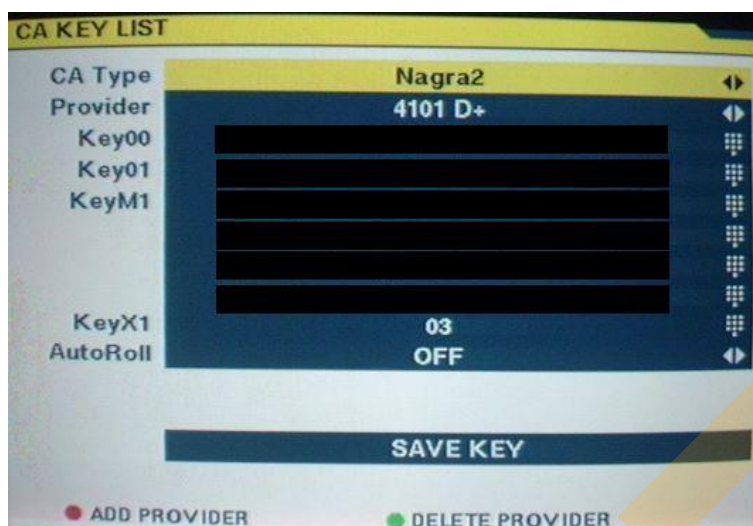 CA KEY LIST
CA Type Nagra2
Provider 4101 D+
Key00
Key01
KeyM1
KeyX1 03
AutoRoll OFF
SAVE KEY
ADD PROVIDER DELETE PROVIDER